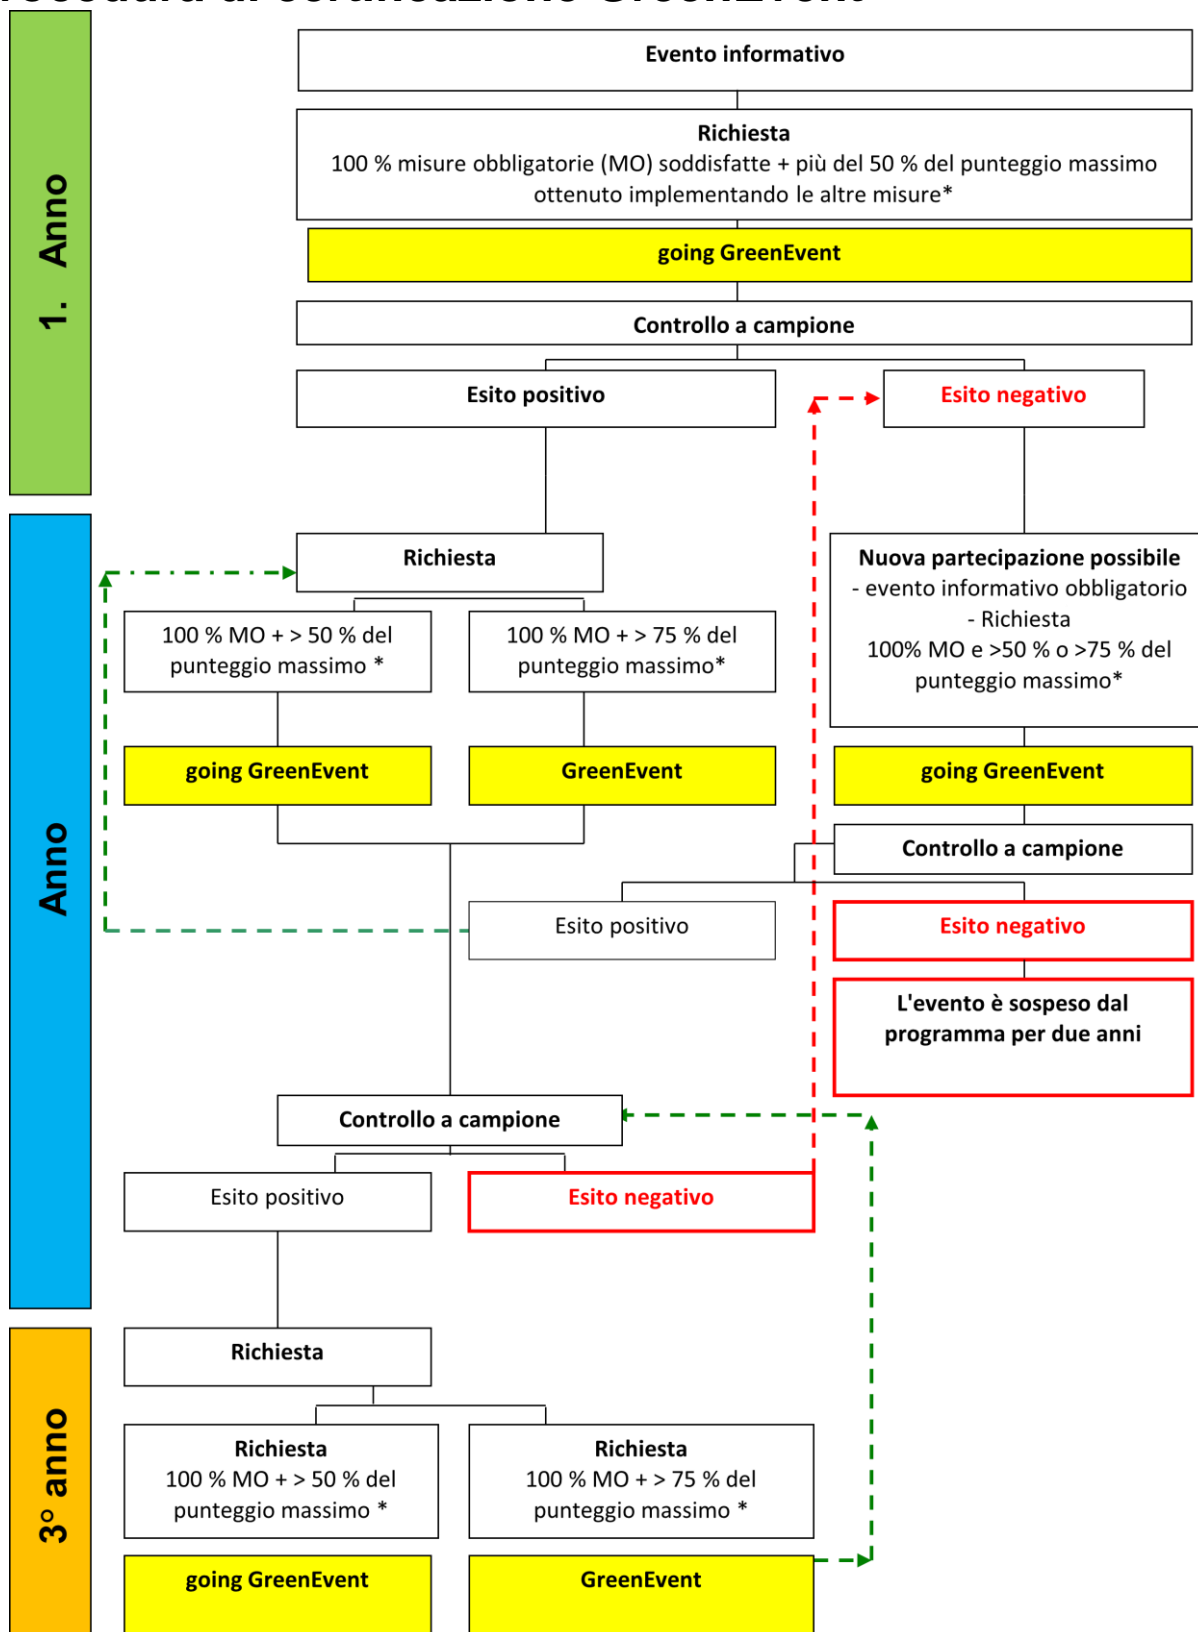 Evento informativo
Richiesta
100 % misure obbligatorie (MO) soddisfatte + più del 50 % del punteggio massimo
ottenuto implementando le altre misure*
going GreenEvent
Controllo a campione
Esito positivo
Esito negativo
1. Anno
Richiesta
100 % MO + > 50 % del
punteggio massimo *
100 % MO + > 75 % del
punteggio massimo*
going GreenEvent
GreenEvent
Nuova partecipazione possibile
- evento informativo obbligatorio
- Richiesta
100% MO e >50 % o >75 % del
punteggio massimo*
going GreenEvent
Controllo a campione
Esito positivo
Esito negativo
L'evento è sospeso dal
programma per due anni
Anno
Controllo a campione
Esito positivo
Esito negativo
Richiesta
3° anno
Richiesta
100 % MO + > 50 % del
punteggio massimo *
Richiesta
100 % MO + > 75 % del
punteggio massimo *
going GreenEvent
GreenEvent